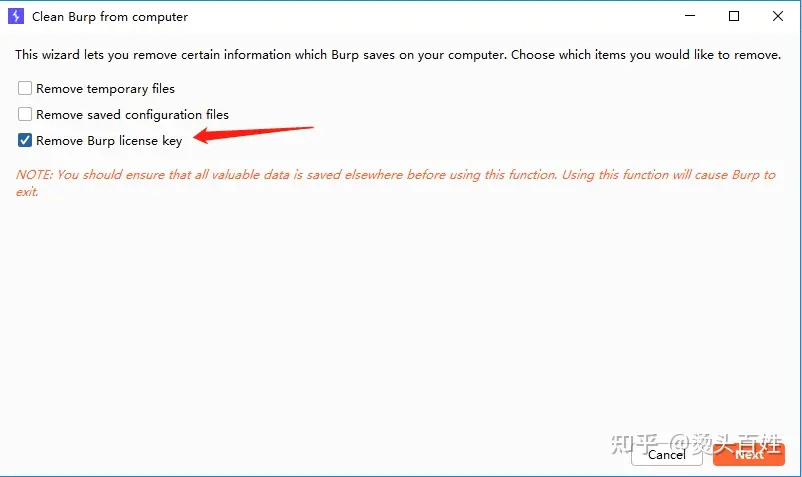 Clean Burp from computer
This wizard lets you remove certain information which Burp saves on your computer. Choose which items you would like to remove.
Remove temporary files
Remove saved configuration files
Remove Burp license key
NOTE: You should ensure that all valuable data is saved elsewhere before using this function. Using this function will cause Burp to
exit.
知乎 @烫头百姓
Cancel
Next